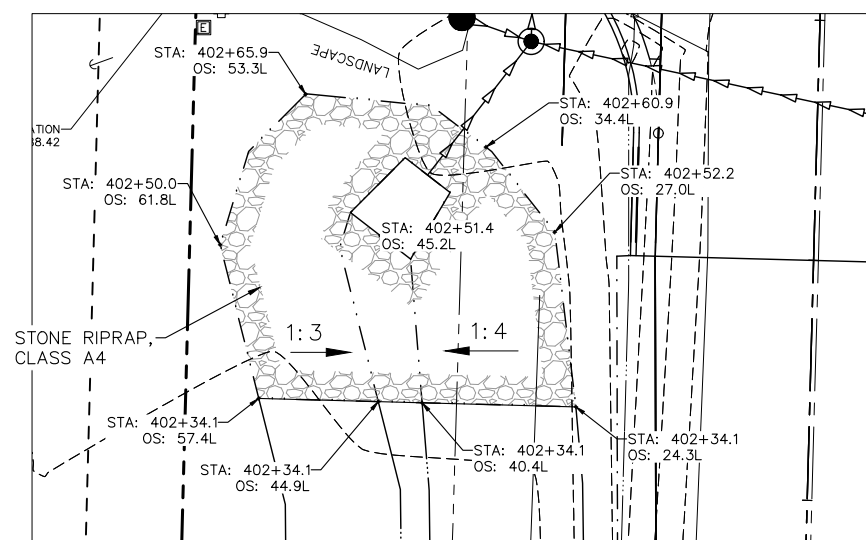 E
STA: 402+65.9
OS: 53.3L
LANDSCAPE
STA: 402+60.9
OS: 34.4L
STA: 402+50.0
OS: 61.8L
STA: 402+52.2
OS: 27.0L
STA: 402+51.4
OS: 45.2L
STONE RIPRAP,
CLASS A4
1:3
1:4
STA: 402+34.1
OS: 57.4L
STA: 402+34.1
OS: 44.9L
STA: 402+34.1
OS: 40.4L
STA: 402+34.1
OS: 24.3L